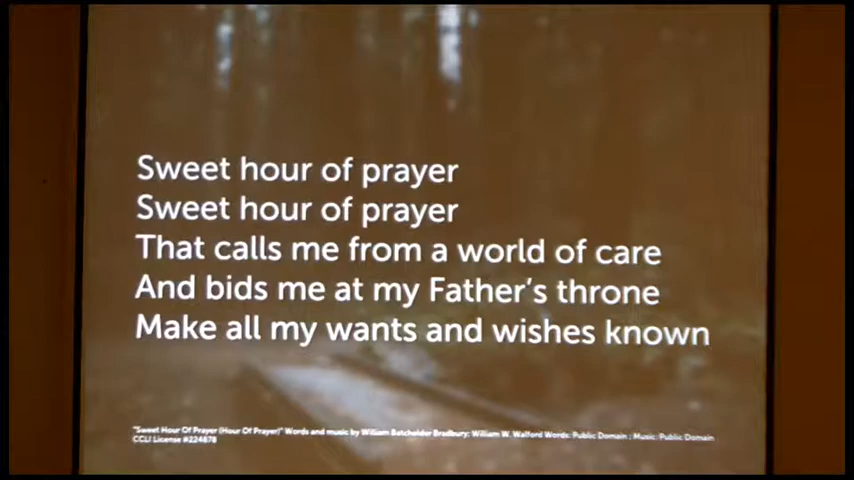 Sweet hour of prayer
Sweet hour of prayer
That calls me from a world of care
And bids me at my Father's throne
Make all my wants and wishes known
"Sweet Hour Of Prayer (Hour Of Prayer)" Words and music by William Batchelder Bradbury; William W. Walford Words: Public Domain ; Music: Public Domain
CCLI License #224678